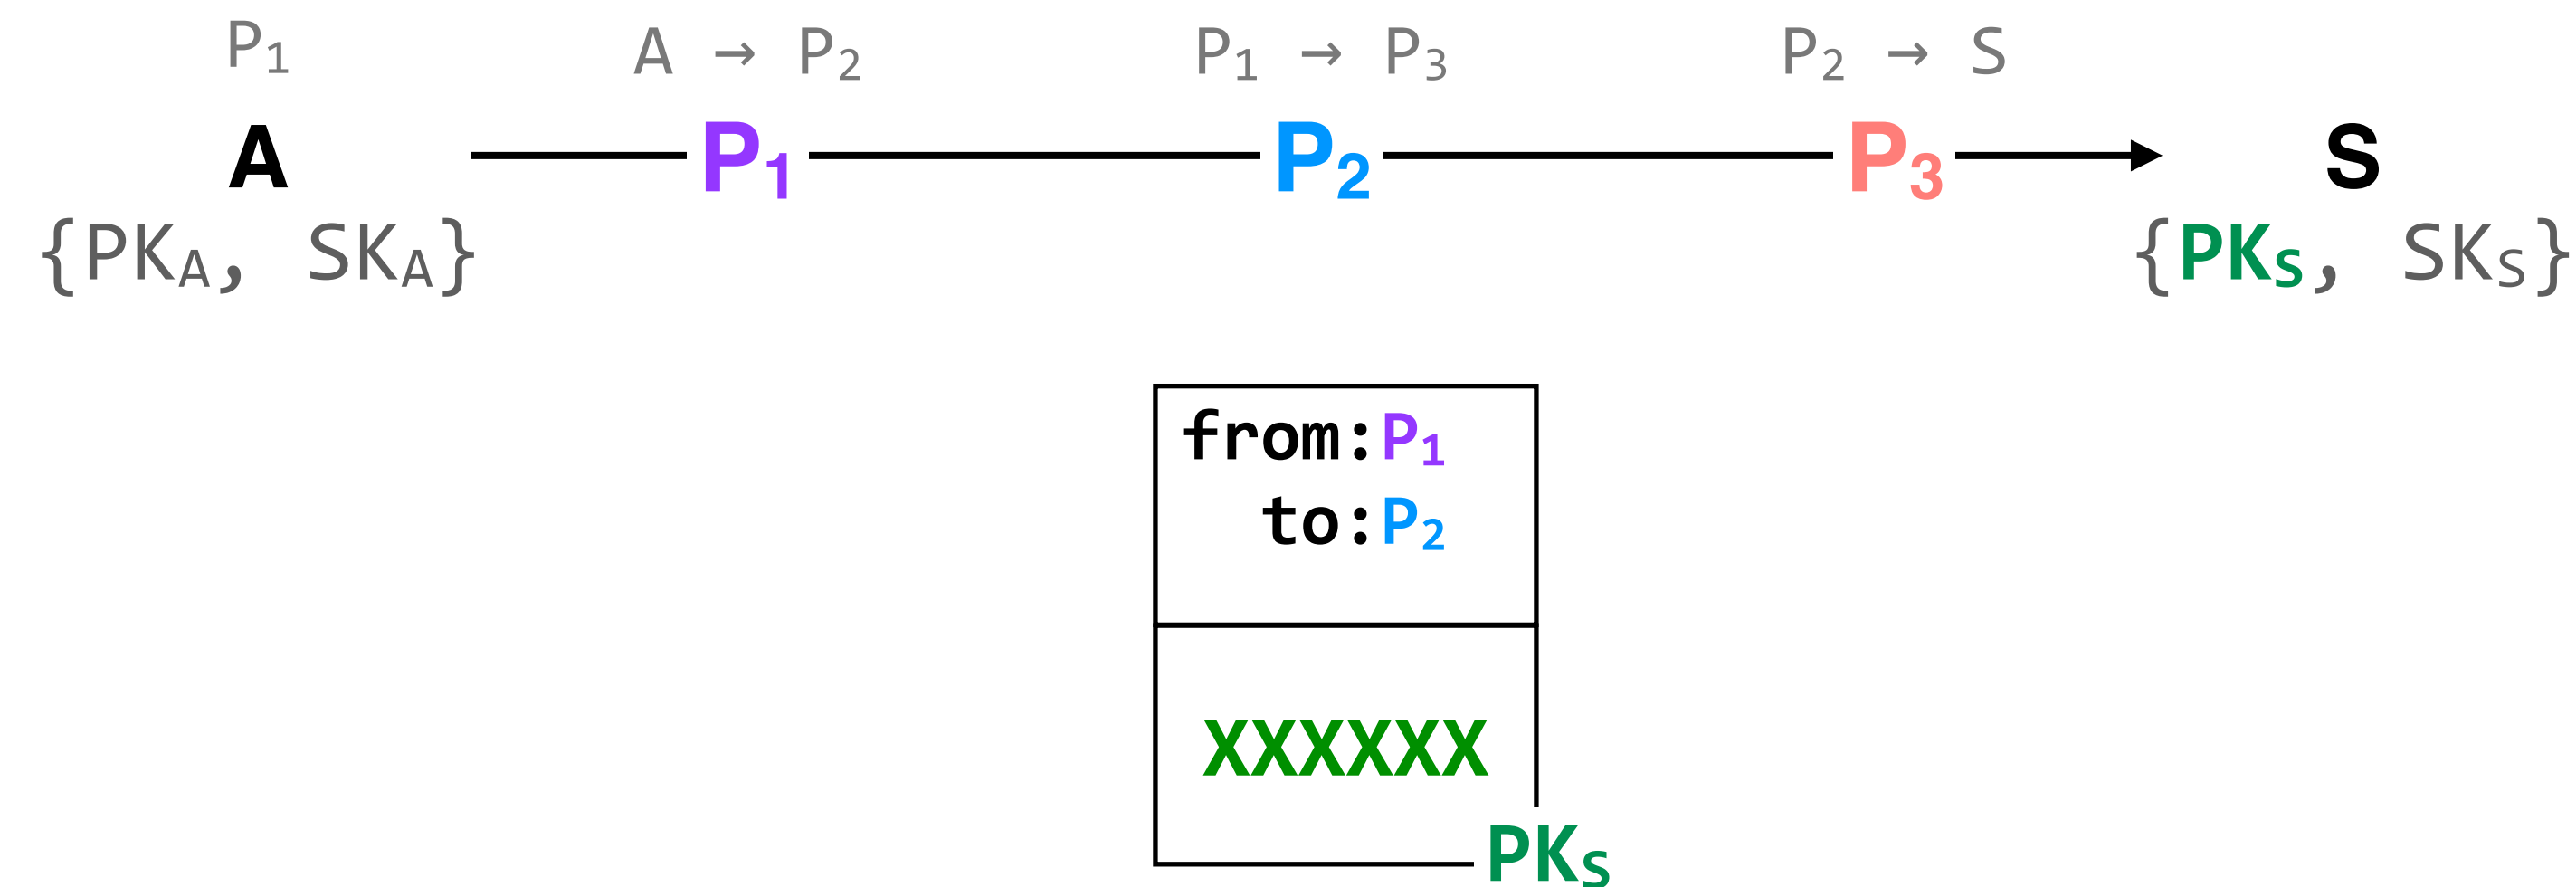 P₁ A → P₂ P₁ → P₃ P₂ → S
A P₁ P₂ P₃ S
{PK_A, SK_A} {PK_S, SK_S}
from:P₁
to:P₂
XXXXXX
PK_S